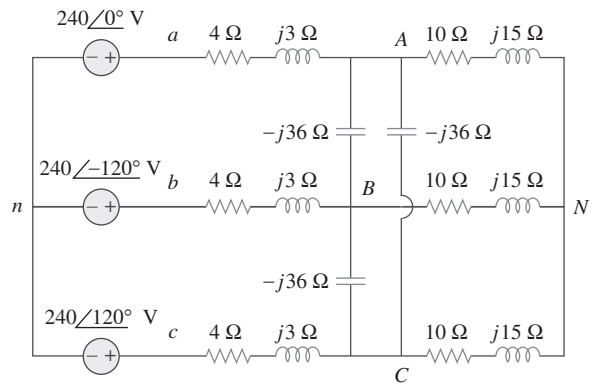 240/0° V
a 4 Ω j3 Ω A 10 Ω j15 Ω
− +
−j36 Ω −j36 Ω
240/−120° V
b 4 Ω j3 Ω B 10 Ω j15 Ω
n − + N
−j36 Ω
240/120° V
c 4 Ω j3 Ω 10 Ω j15 Ω
− +
C